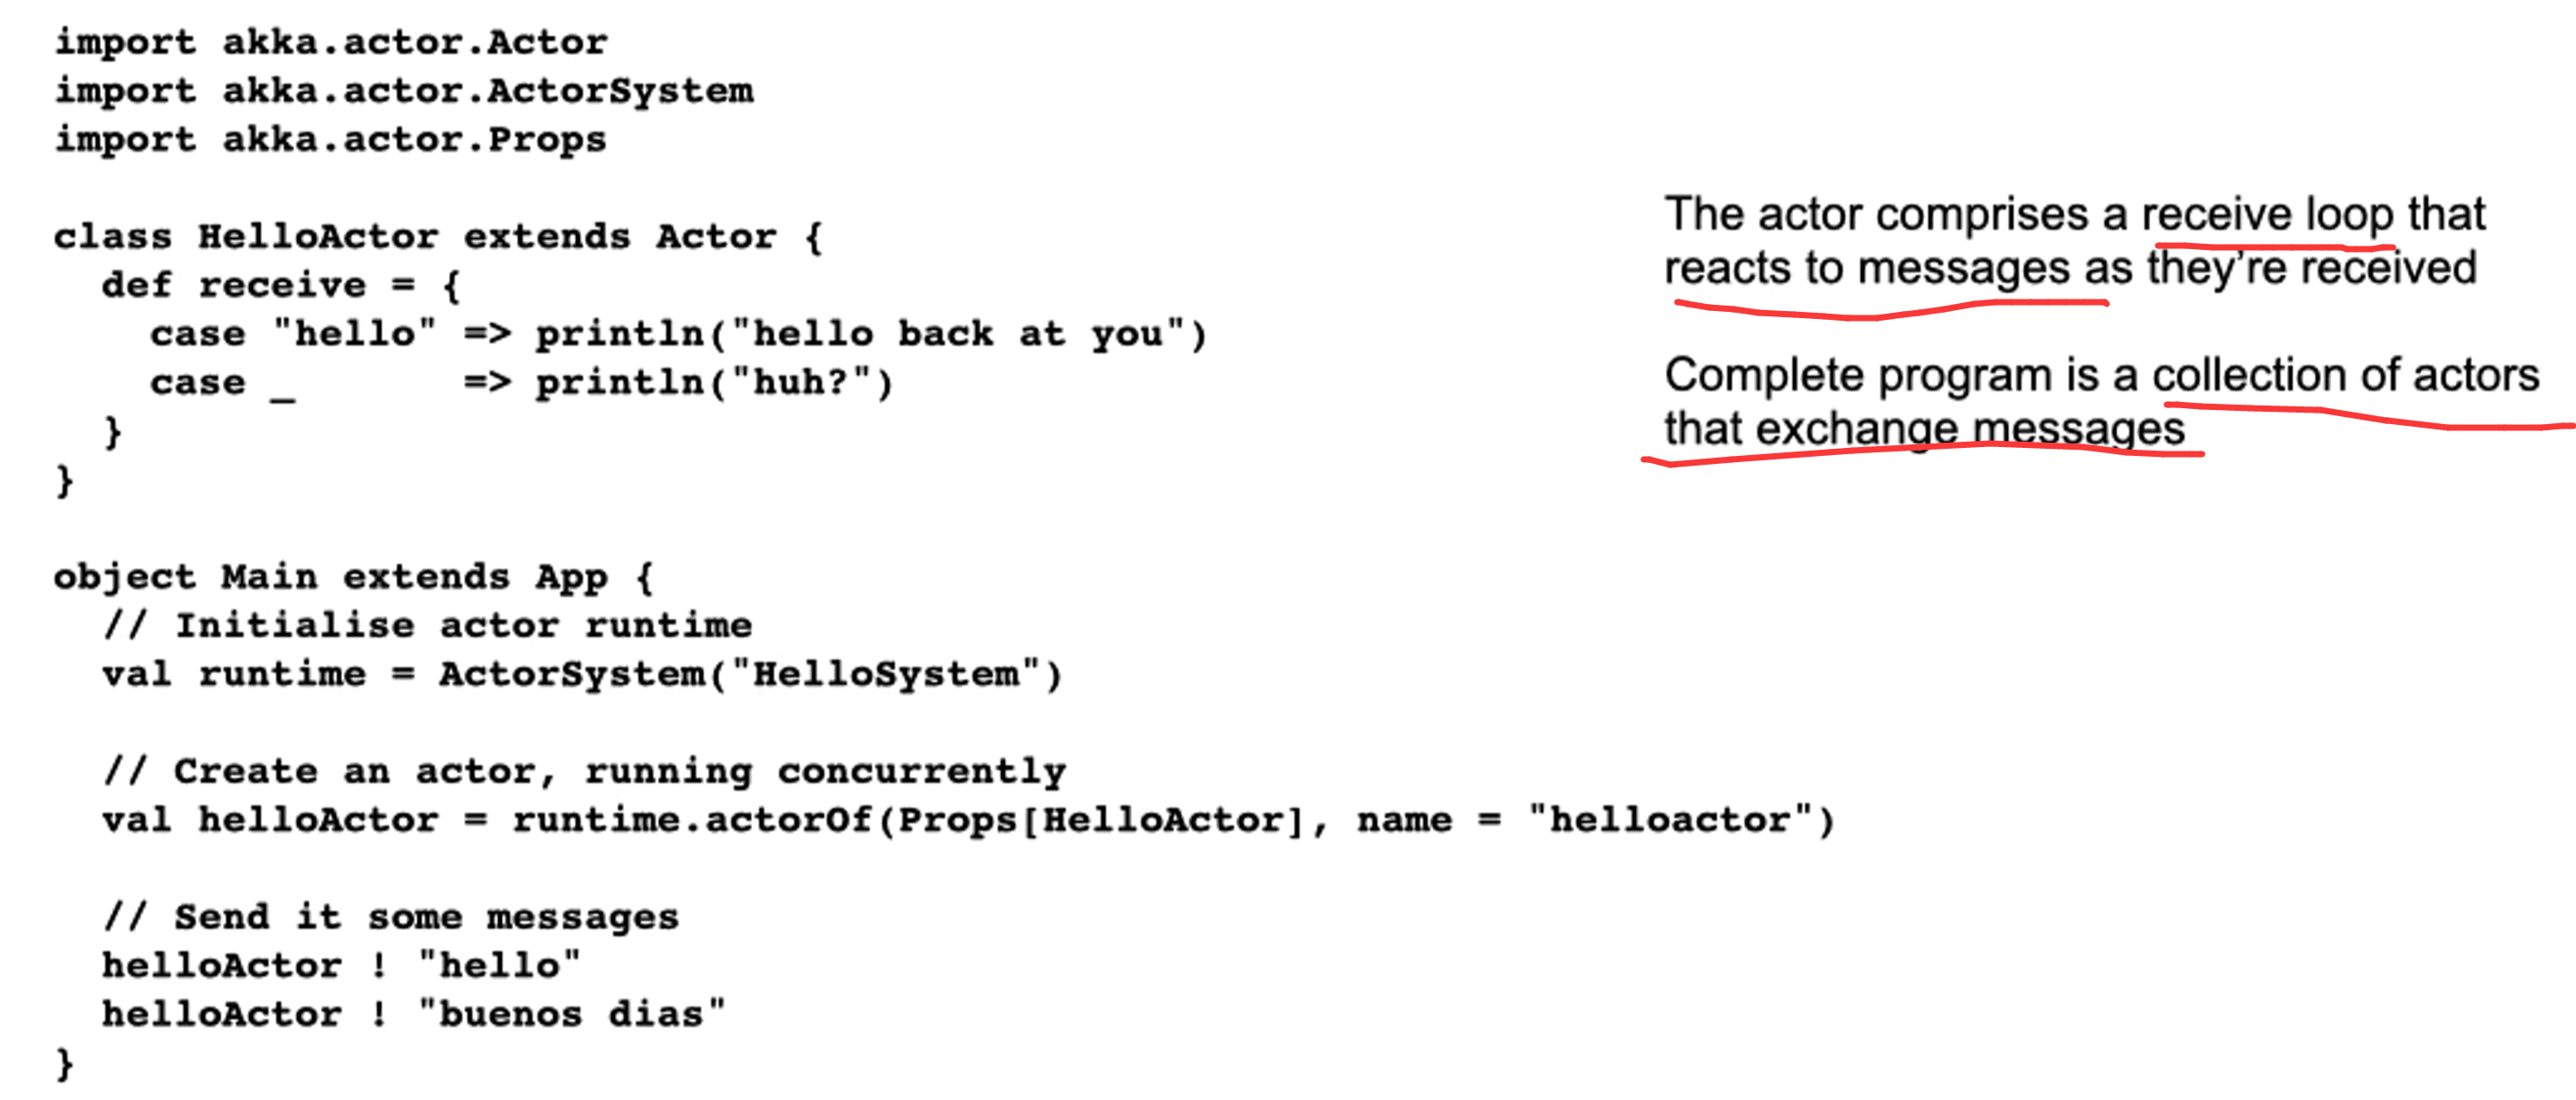 import akka.actor.Actor
import akka.actor.ActorSystem
import akka.actor.Props
class HelloActor extends Actor {
  def receive = {
    case "hello" => println("hello back at you")
    case _       => println("huh?")
  }
}
object Main extends App {
  // Initialise actor runtime
  val runtime = ActorSystem("HelloSystem")
  // Create an actor, running concurrently
  val helloActor = runtime.actorOf(Props[HelloActor], name = "helloactor")
  // Send it some messages
  helloActor ! "hello"
  helloActor ! "buenos dias"
}
The actor comprises a receive loop that
reacts to messages as they’re received
Complete program is a collection of actors
that exchange messages